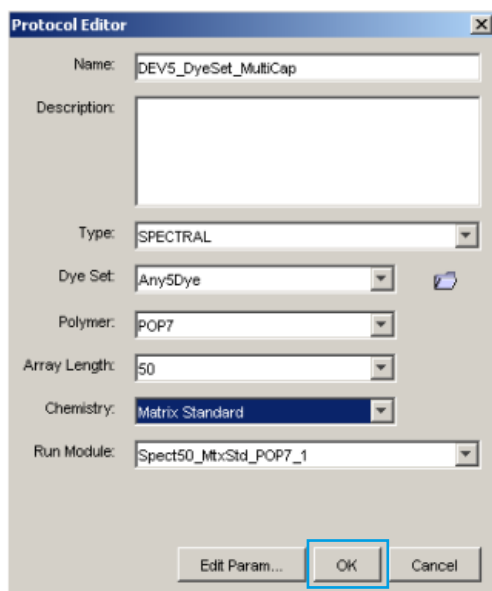 Protocol Editor
Name: DEV5_DyeSet_MultiCap
Description:
Type: SPECTRAL
Dye Set: Any5Dye
Polymer: POP7
Array Length: 50
Chemistry: Matrix Standard
Run Module: Spect50_MtxStd_POP7_1
Edit Param... OK Cancel